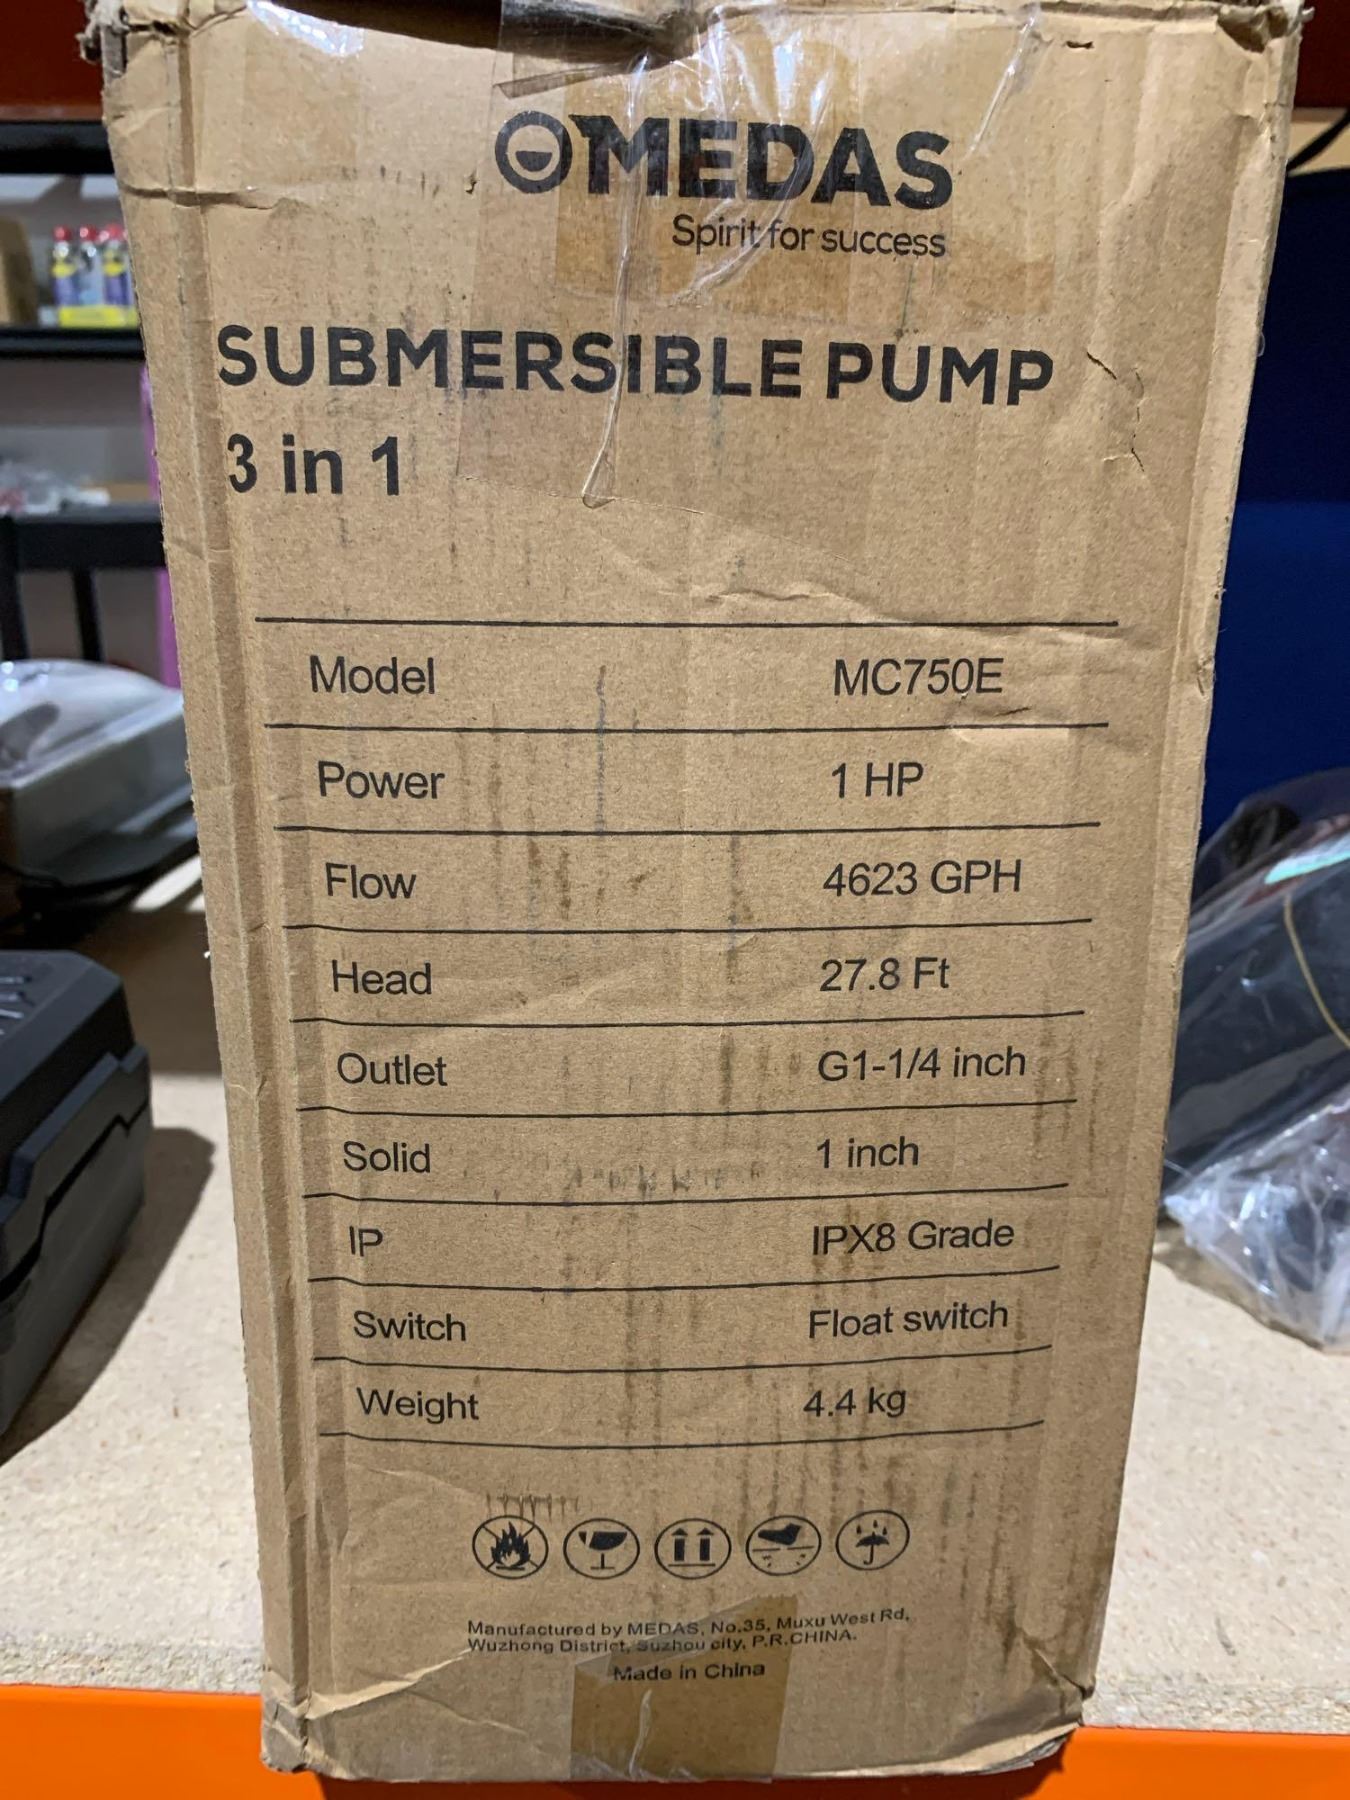 OMEDAS
Spirit for success
SUBMERSIBLE PUMP
3 in 1
Model MC750E
Power 1 HP
Flow 4623 GPH
Head 27.8 Ft
Outlet G1-1/4 inch
Solid 1 inch
IP IPX8 Grade
Switch Float switch
Weight 4.4 kg
Manufactured by MEDAS, No.35, Muxu West Rd,
Wuzhong District, Suzhou city, P.R.CHINA.
Made in China